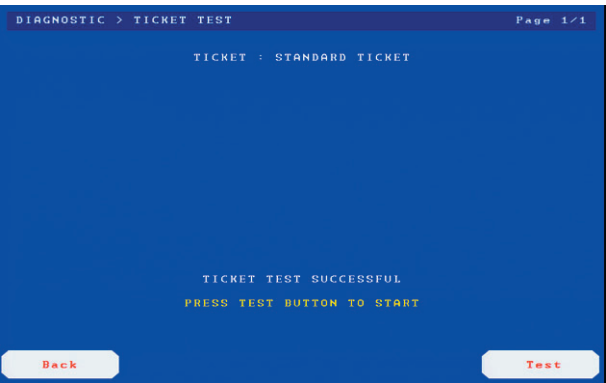 DIAGNOSTIC > TICKET TEST Page 1/1
TICKET : STANDARD TICKET
TICKET TEST SUCCESSFUL
PRESS TEST BUTTON TO START
Back Test